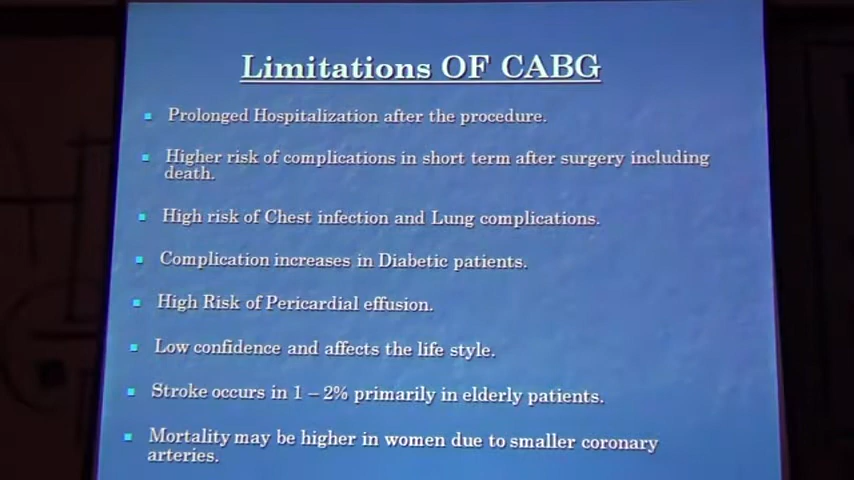 Limitations OF CABG
Prolonged Hospitalization after the procedure.
Higher risk of complications in short term after surgery including
death.
High risk of Chest infection and Lung complications.
Complication increases in Diabetic patients.
High Risk of Pericardial effusion.
Low confidence and affects the life style.
Stroke occurs in 1 – 2% primarily in elderly patients.
Mortality may be higher in women due to smaller coronary
arteries.